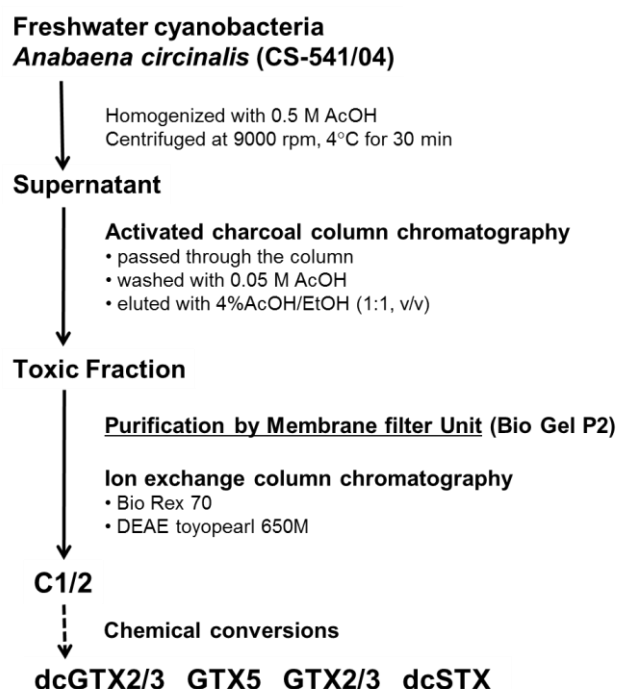 Freshwater cyanobacteria
Anabaena circinalis (CS-541/04)
Homogenized with 0.5 M AcOH
Centrifuged at 9000 rpm, 4°C for 30 min
Supernatant
Activated charcoal column chromatography
• passed through the column
• washed with 0.05 M AcOH
• eluted with 4%AcOH/EtOH (1:1, v/v)
Toxic Fraction
Purification by Membrane filter Unit (Bio Gel P2)
Ion exchange column chromatography
• Bio Rex 70
• DEAE toyopearl 650M
C1/2
Chemical conversions
dcGTX2/3 GTX5 GTX2/3 dcSTX